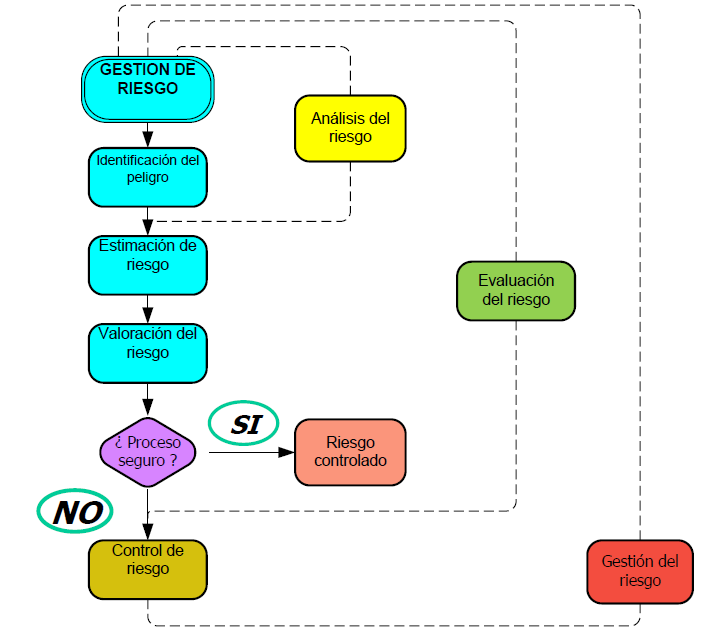 GESTION DE
RIESGO
Análisis del
riesgo
Identificación del
peligro
Estimación de
riesgo
Evaluación
del riesgo
Valoración del
riesgo
¿ Proceso
seguro ?
SI
Riesgo
controlado
NO
Control de
riesgo
Gestión del
riesgo